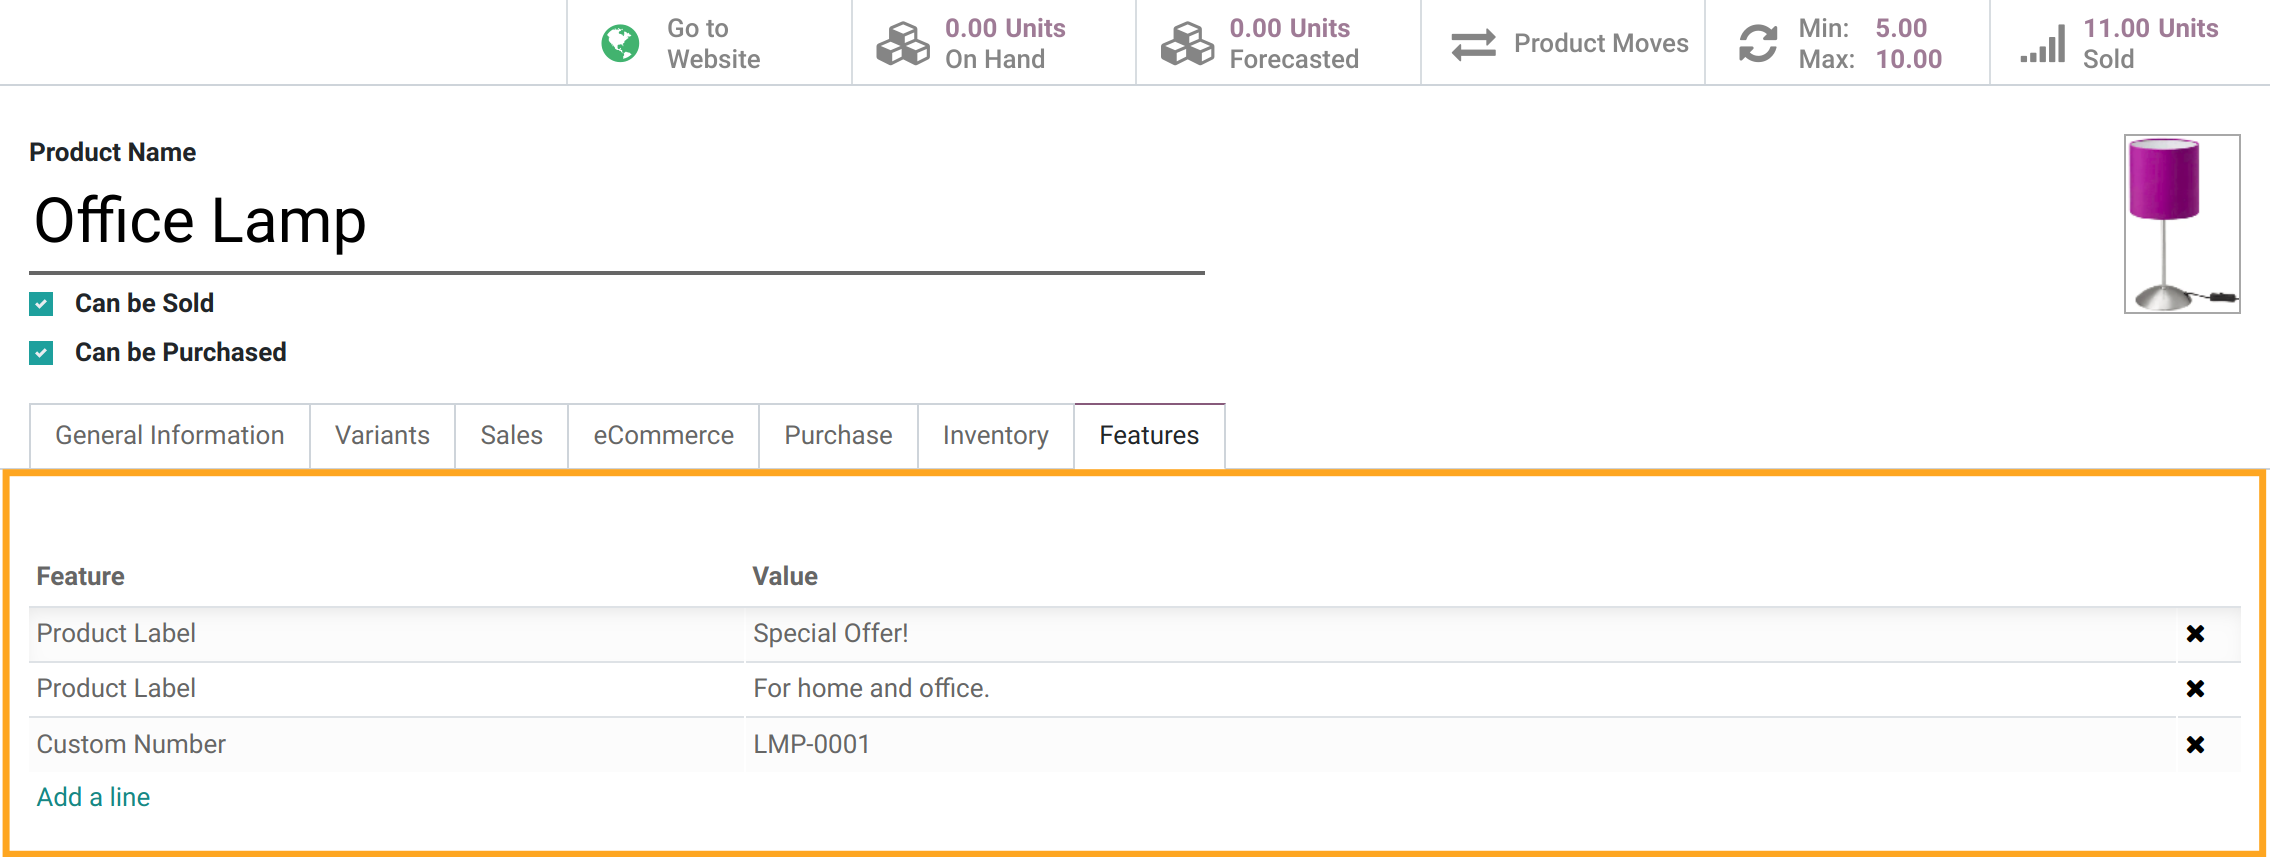 Go to
Website
0.00 Units
On Hand
0.00 Units
Forecasted
Product Moves
Min: 5.00
Max: 10.00
11.00 Units
Sold
Product Name
Office Lamp
Can be Sold
Can be Purchased
General Information Variants Sales eCommerce Purchase Inventory Features
Feature Value
Product Label Special Offer!
Product Label For home and office.
Custom Number LMP-0001
Add a line